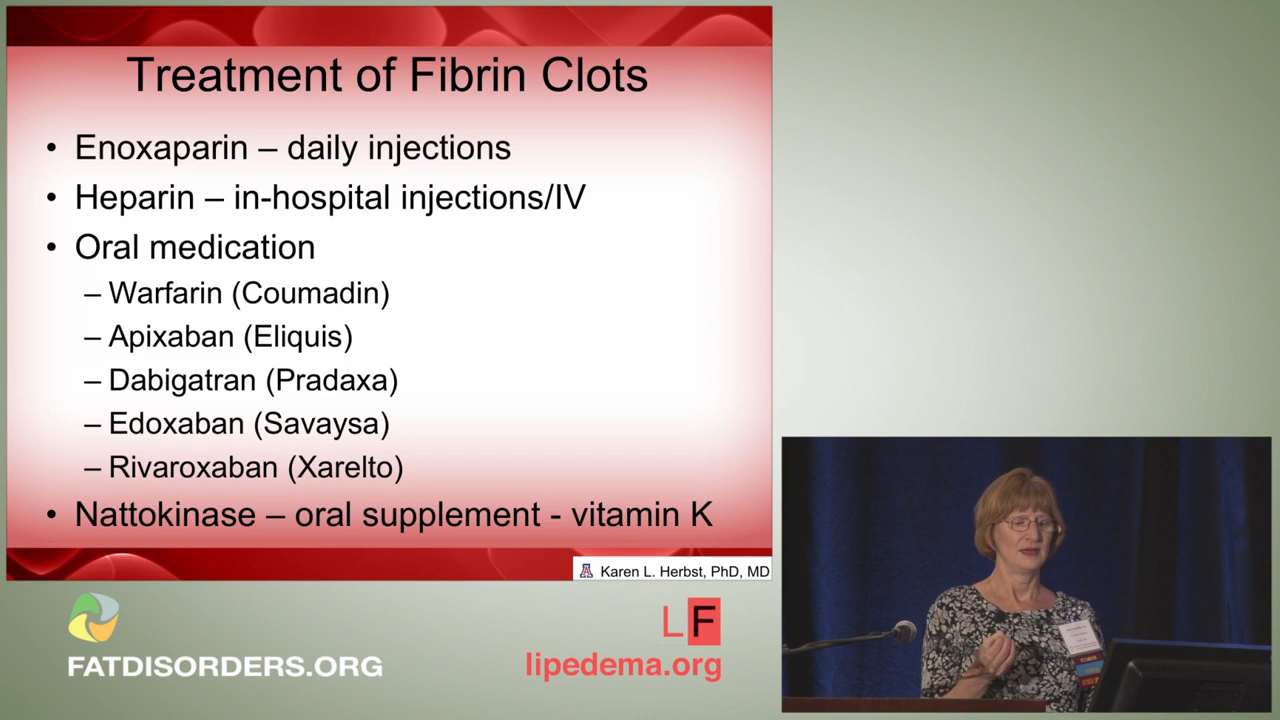 Treatment of Fibrin Clots
• Enoxaparin – daily injections
• Heparin – in-hospital injections/IV
• Oral medication
– Warfarin (Coumadin)
– Apixaban (Eliquis)
– Dabigatran (Pradaxa)
– Edoxaban (Savaysa)
– Rivaroxaban (Xarelto)
• Nattokinase – oral supplement - vitamin K
A Karen L. Herbst, PhD, MD
FATDISORDERS.ORG
LF
lipedema.org